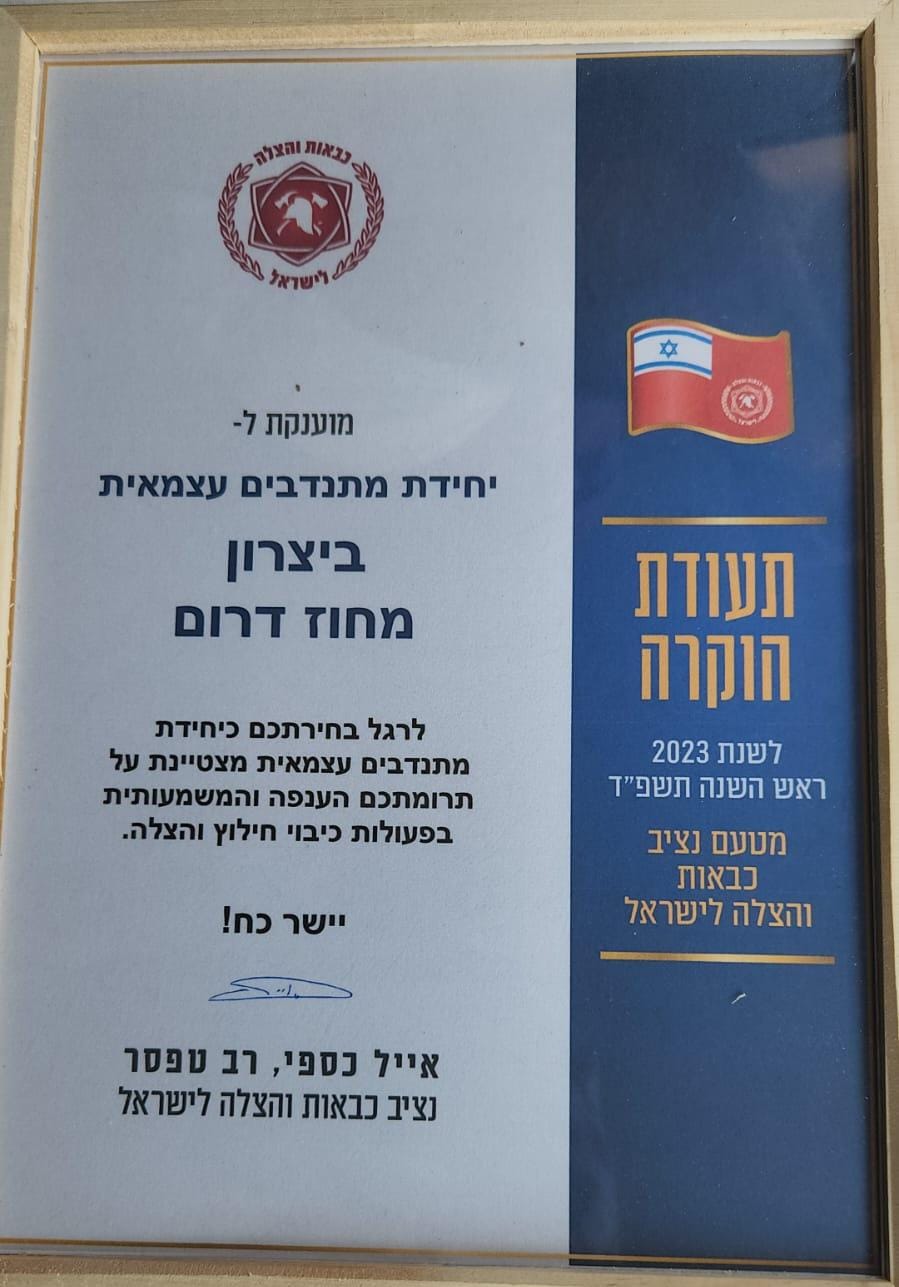 כבאות והצלה
לישראל
מוענקת ל-
יחידת מתנדבים עצמאית
ביצרון
מחוז דרום
לרגל בחירתכם כיחידת
מתנדבים עצמאית מצטיינת על
תרומתכם הענפה והמשמעותית
בפעולות כיבוי חילוץ והצלה.
יישר כח!
אייל כספי, רב טפסר
נציב כבאות והצלה לישראל
תעודת
הוקרה
לשנת 2023
ראש השנה תשפ״ד
מטעם נציב
כבאות
והצלה לישראל